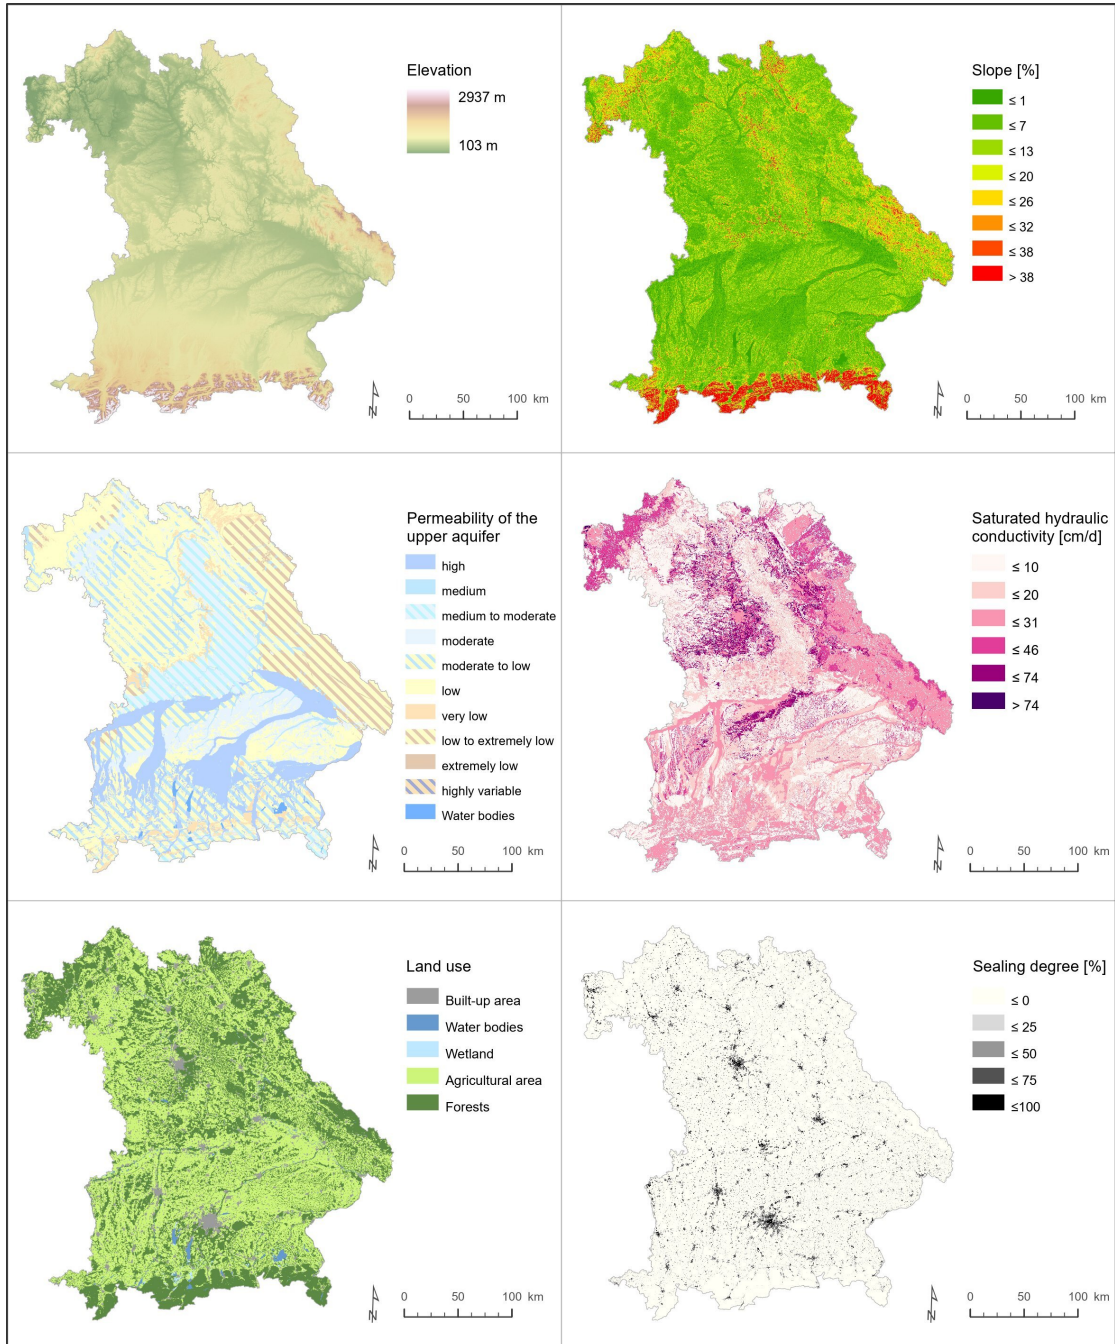 Elevation
2937 m
103 m
N
0 50 100 km
Slope [%]
≤ 1
≤ 7
≤ 13
≤ 20
≤ 26
≤ 32
≤ 38
> 38
N
0 50 100 km
Permeability of the
upper aquifer
high
medium
medium to moderate
moderate
moderate to low
low
very low
low to extremely low
extremely low
highly variable
Water bodies
N
0 50 100 km
Saturated hydraulic
conductivity [cm/d]
≤ 10
≤ 20
≤ 31
≤ 46
≤ 74
> 74
N
0 50 100 km
Land use
Built-up area
Water bodies
Wetland
Agricultural area
Forests
N
0 50 100 km
Sealing degree [%]
≤ 0
≤ 25
≤ 50
≤ 75
≤100
N
0 50 100 km